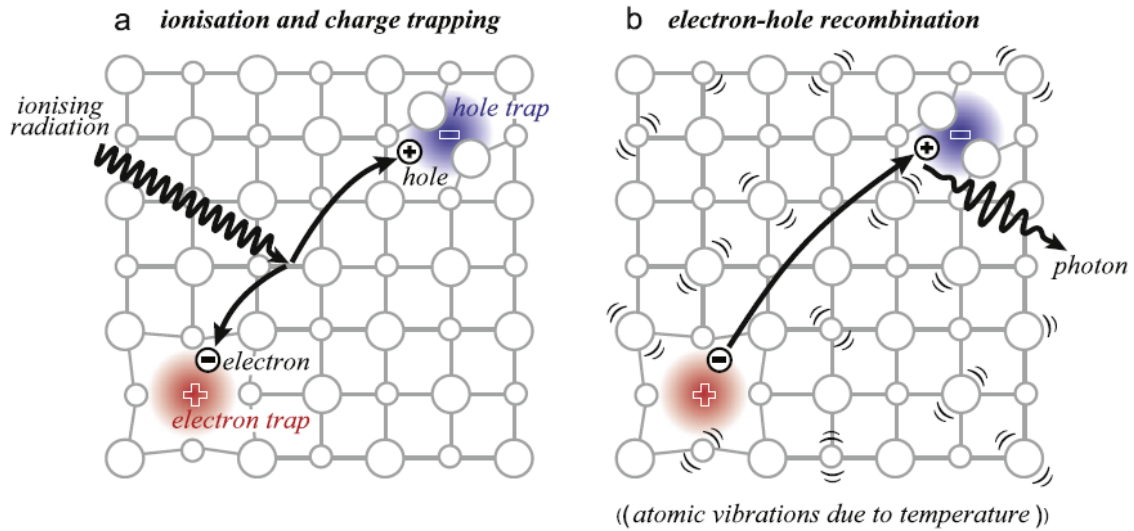 a ionisation and charge trapping
b electron-hole recombination
ionising
radiation
hole trap
−
+
hole
−
electron
+
electron trap
−
+
photon
−
+
((atomic vibrations due to temperature))